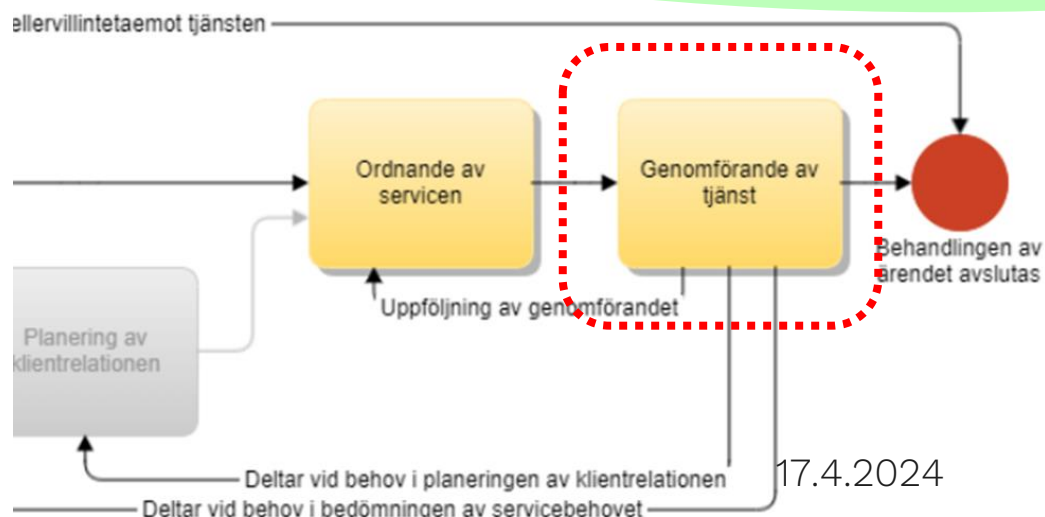 ellervillintetaemot tjänsten
Ordnande av
servicen
Genomförande av
tjänst
Behandlingen av
ärendet avslutas
Uppföljning av genomförandet
Planering av
klientrelationen
Deltar vid behov i planeringen av klientrelationen
17.4.2024
Deltar vid behov i bedömningen av servicebehovet